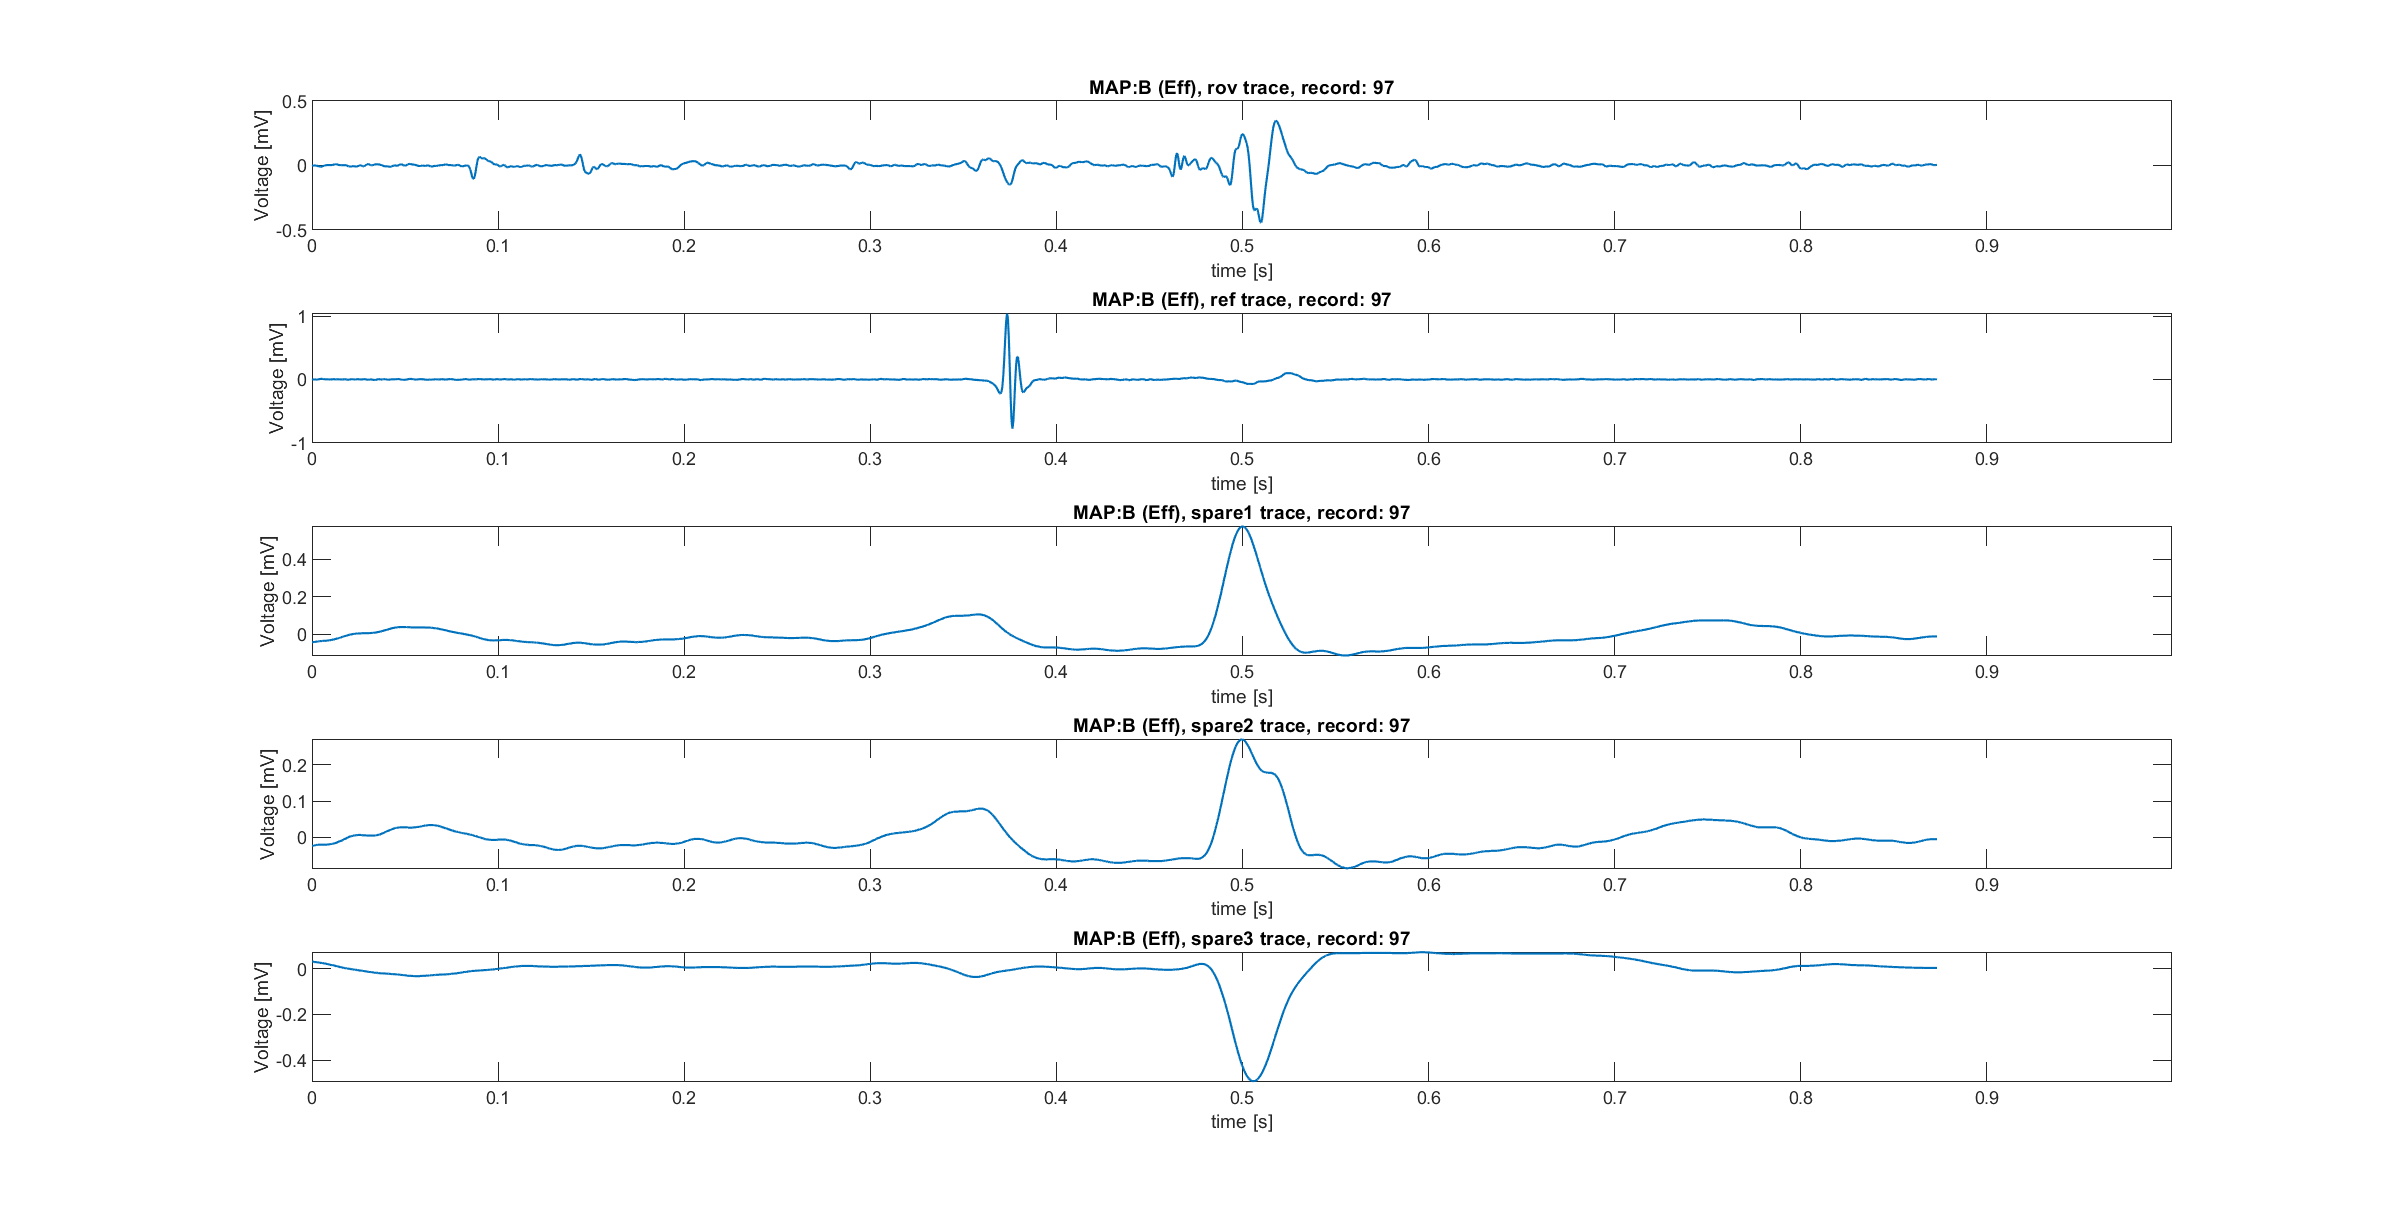 MAP:B (Eff), rov trace, record: 97
Voltage [mV]
0.5
0
-0.5
0 0.1 0.2 0.3 0.4 0.5 0.6 0.7 0.8 0.9
time [s]
MAP:B (Eff), ref trace, record: 97
Voltage [mV]
1
0
-1
0 0.1 0.2 0.3 0.4 0.5 0.6 0.7 0.8 0.9
time [s]
MAP:B (Eff), spare1 trace, record: 97
Voltage [mV]
0.4
0.2
0
0 0.1 0.2 0.3 0.4 0.5 0.6 0.7 0.8 0.9
time [s]
MAP:B (Eff), spare2 trace, record: 97
Voltage [mV]
0.2
0.1
0
0 0.1 0.2 0.3 0.4 0.5 0.6 0.7 0.8 0.9
time [s]
MAP:B (Eff), spare3 trace, record: 97
Voltage [mV]
0
-0.2
-0.4
0 0.1 0.2 0.3 0.4 0.5 0.6 0.7 0.8 0.9
time [s]